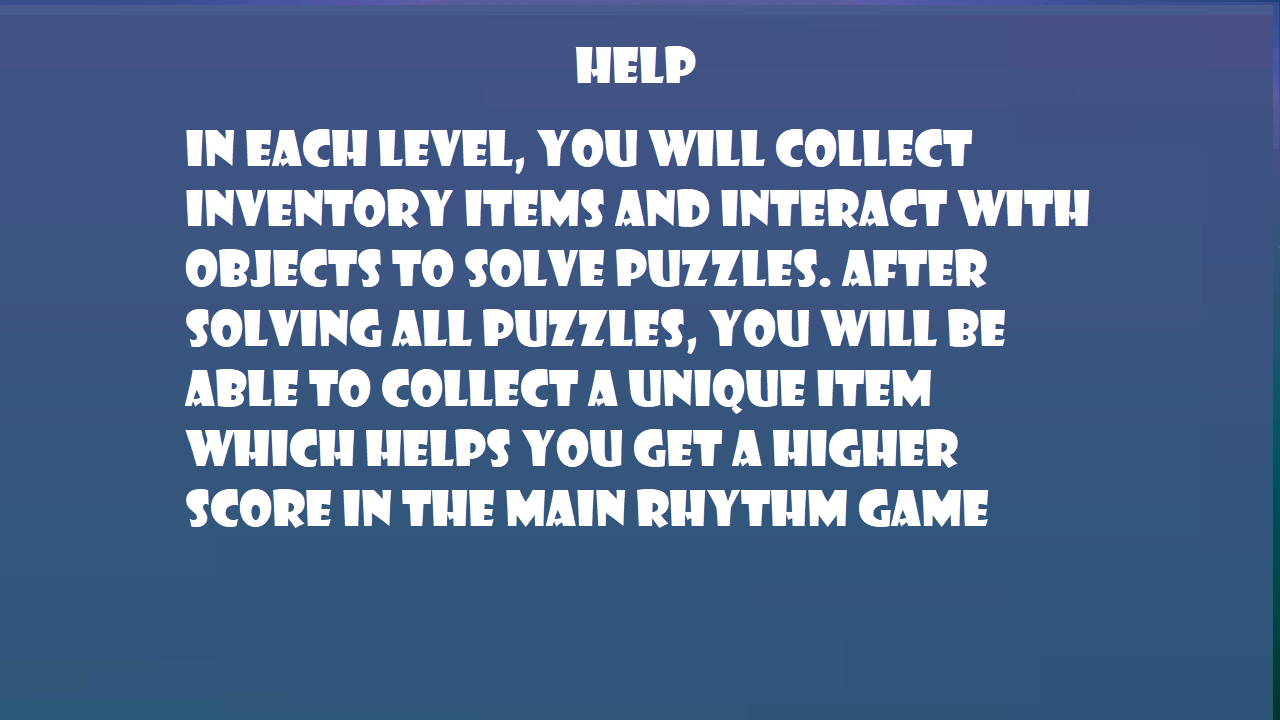 HELP
IN EACH LEVEL, YOU WILL COLLECT
INVENTORY ITEMS AND INTERACT WITH
OBJECTS TO SOLVE PUZZLES. AFTER
SOLVING ALL PUZZLES, YOU WILL BE
ABLE TO COLLECT A UNIQUE ITEM
WHICH HELPS YOU GET A HIGHER
SCORE IN THE MAIN RHYTHM GAME